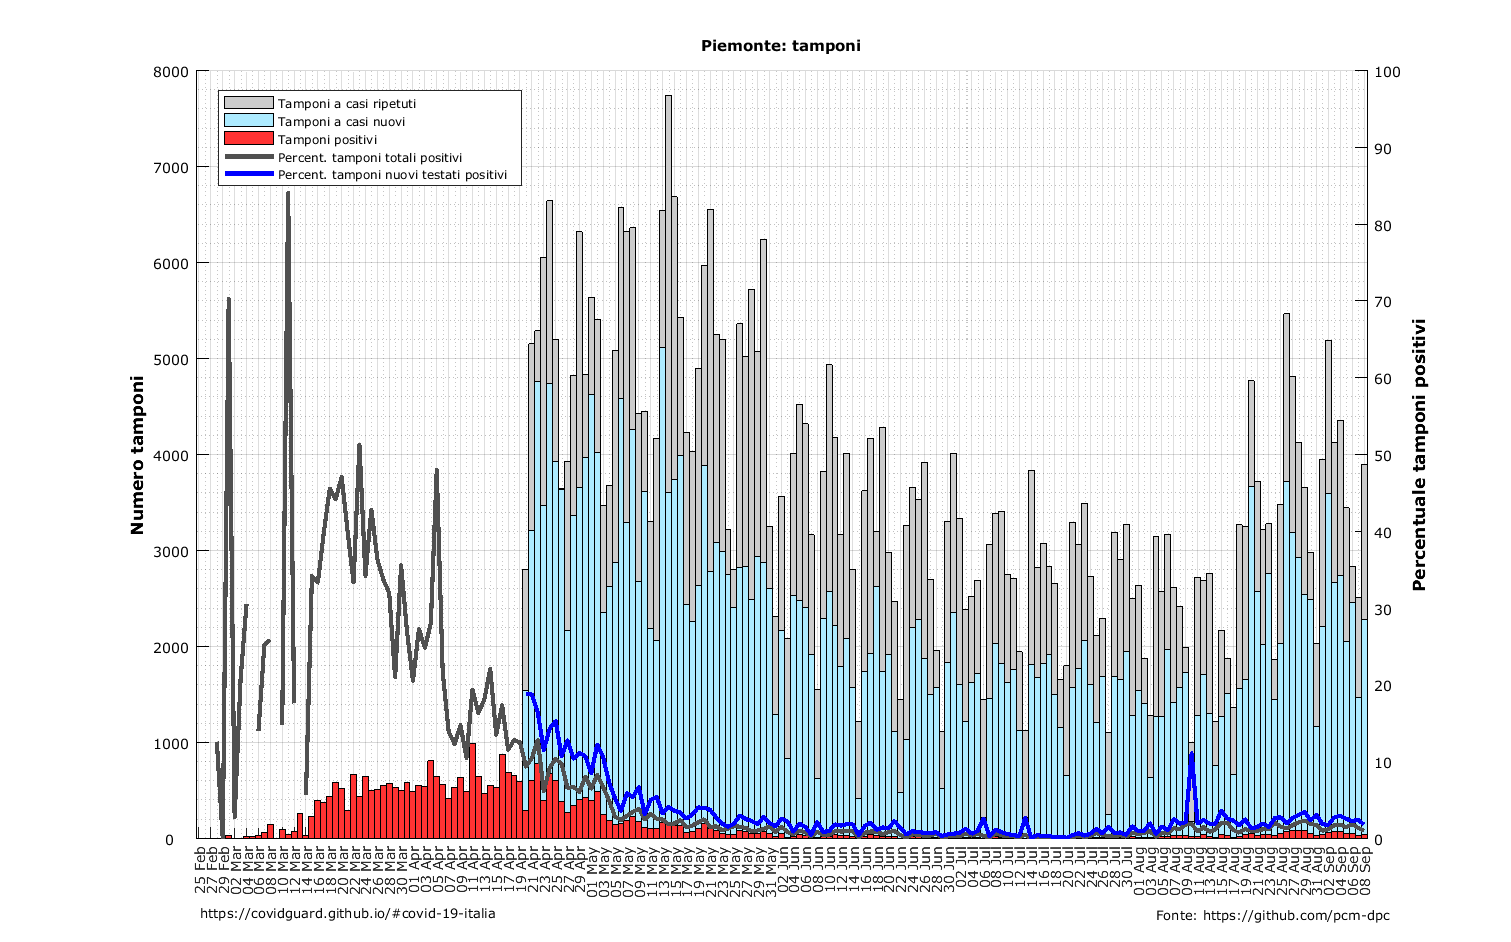 Piemonte: tamponi
Tamponi a casi ripetuti
Tamponi a casi nuovi
Tamponi positivi
Percent. tamponi totali positivi
Percent. tamponi nuovi testati positivi
Numero tamponi
8000
7000
6000
5000
4000
3000
2000
1000
0
Percentuale tamponi positivi
100
90
80
70
60
50
40
30
20
10
0
25 Feb
27 Feb
29 Feb
02 Mar
04 Mar
06 Mar
08 Mar
10 Mar
12 Mar
14 Mar
16 Mar
18 Mar
20 Mar
22 Mar
24 Mar
26 Mar
28 Mar
30 Mar
01 Apr
03 Apr
05 Apr
07 Apr
09 Apr
11 Apr
13 Apr
15 Apr
17 Apr
19 Apr
21 Apr
23 Apr
25 Apr
27 Apr
29 Apr
01 May
03 May
05 May
07 May
09 May
11 May
13 May
15 May
17 May
19 May
21 May
23 May
25 May
27 May
29 May
31 May
02 Jun
04 Jun
06 Jun
08 Jun
10 Jun
12 Jun
14 Jun
16 Jun
18 Jun
20 Jun
22 Jun
24 Jun
26 Jun
28 Jun
30 Jun
02 Jul
04 Jul
06 Jul
08 Jul
10 Jul
12 Jul
14 Jul
16 Jul
18 Jul
20 Jul
22 Jul
24 Jul
26 Jul
28 Jul
30 Jul
01 Aug
03 Aug
05 Aug
07 Aug
09 Aug
11 Aug
13 Aug
15 Aug
17 Aug
19 Aug
21 Aug
23 Aug
25 Aug
27 Aug
29 Aug
31 Aug
02 Sep
04 Sep
06 Sep
08 Sep
https://covidguard.github.io/#covid-19-italia
Fonte: https://github.com/pcm-dpc